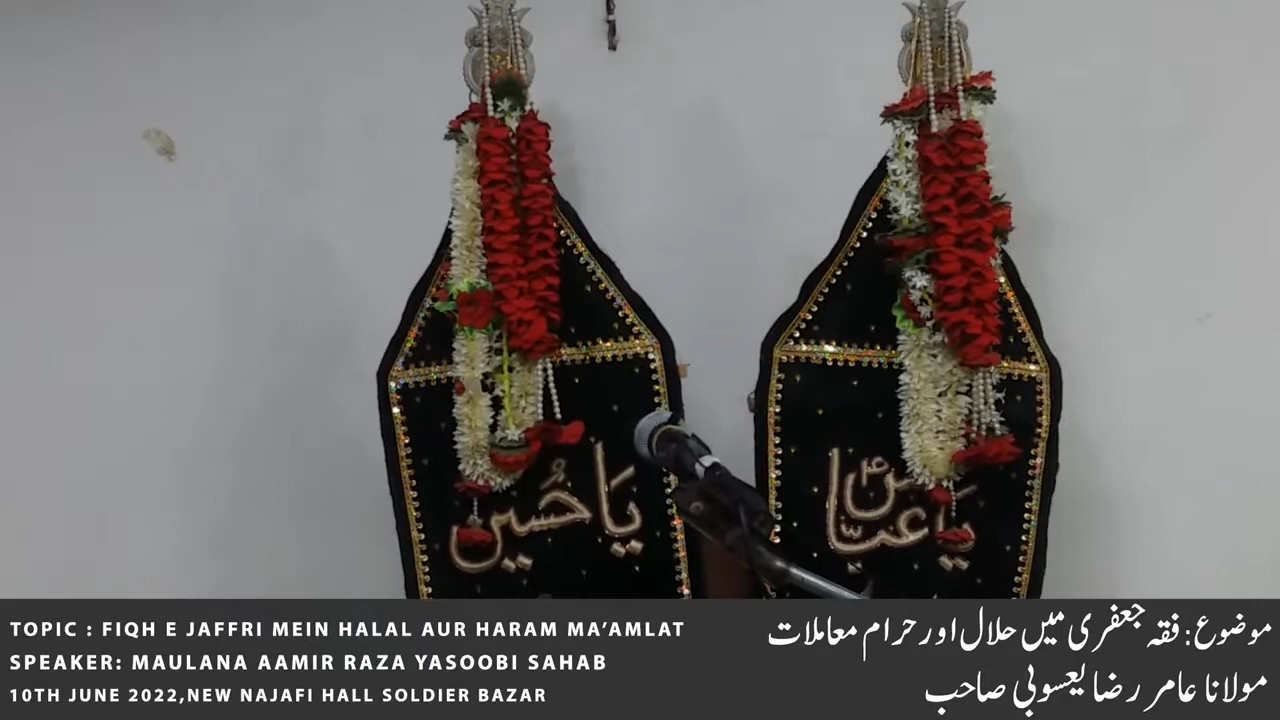 یا حسین
یا عباس ؑ
TOPIC : FIQH E JAFFRI MEIN HALAL AUR HARAM MA’AMLAT
SPEAKER: MAULANA AAMIR RAZA YASOOBI SAHAB
10TH JUNE 2022,NEW NAJAFI HALL SOLDIER BAZAR
موضوع: فقہ جعفری میں حلال اور حرام معاملات
مولانا عامر رضا یعسوبی صاحب